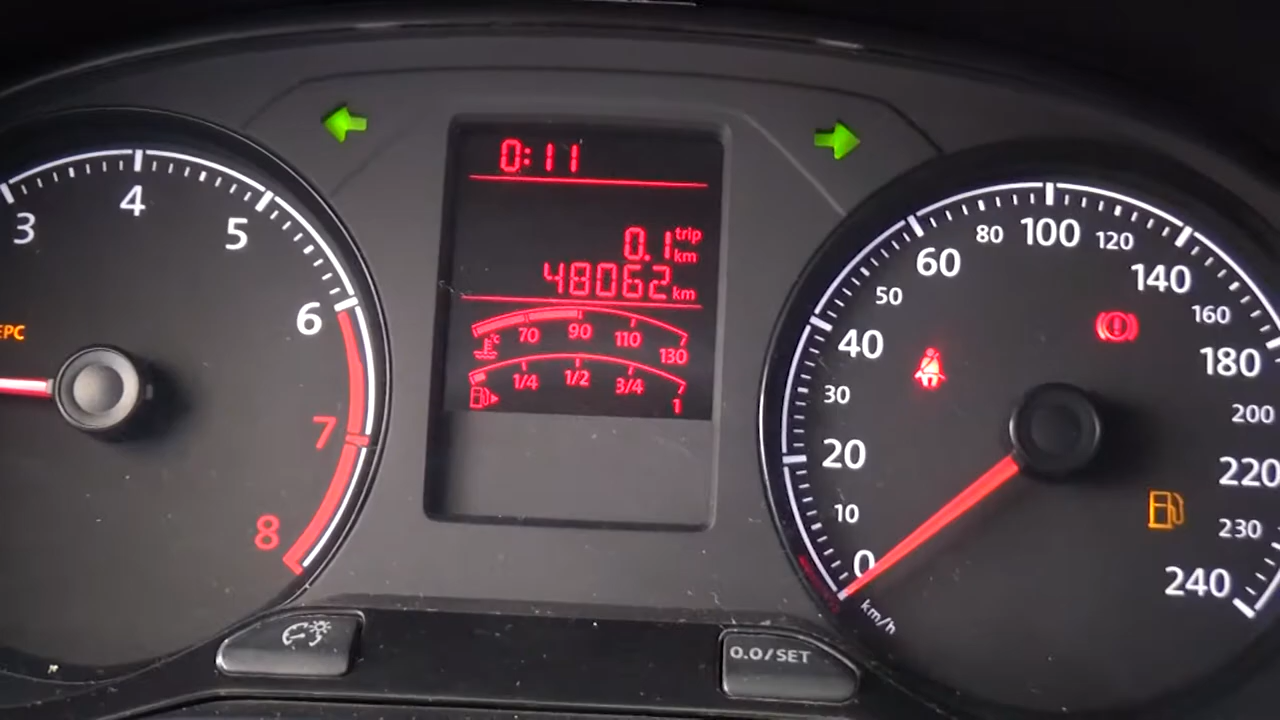 0:11
0.1 trip km
48062 km
70 90 110 130
°C
1/4 1/2 3/4 1
3 4 5 6 7 8
EPC
0 10 20 30 40 50 60 80 100 120 140 160 180 200 220 230 240
km/h
0.0/SET